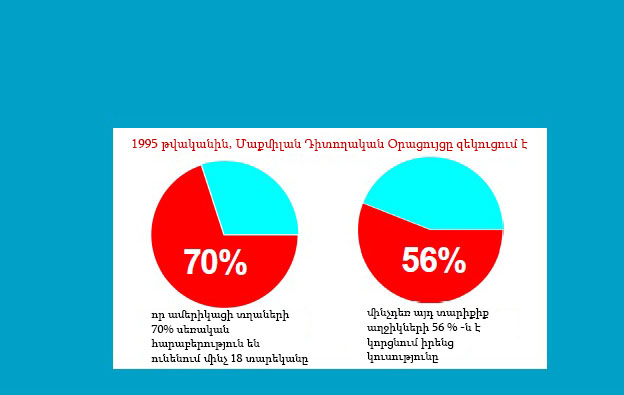 1995 թվականին, Մաքմիլան Դիտողական Օրացույցը զեկուցում է
70%
56%
որ ամերիկացի տղաների
70% սեռական
հարաբերություն են
ունենում մինչ 18 տարեկանը
մինչդեռ այդ տարիքիք
աղջիկների 56 % -ն է
կորցնում իրենց
կուսությունը